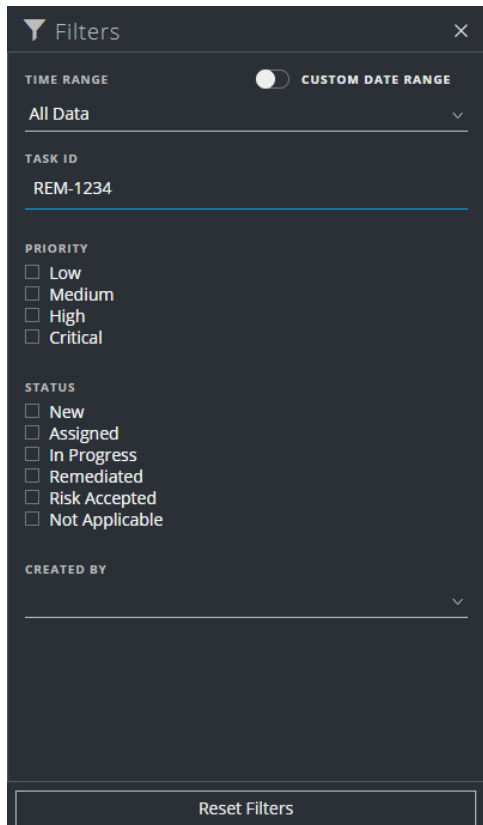 Filters
TIME RANGE CUSTOM DATE RANGE
All Data
TASK ID
REM-1234
PRIORITY
Low
Medium
High
Critical
STATUS
New
Assigned
In Progress
Remediated
Risk Accepted
Not Applicable
CREATED BY
Reset Filters